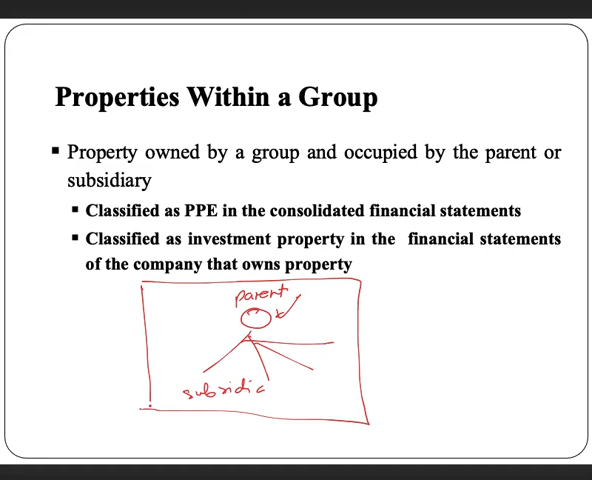 Properties Within a Group
▪ Property owned by a group and occupied by the parent or
subsidiary
▪ Classified as PPE in the consolidated financial statements
▪ Classified as investment property in the financial statements
of the company that owns property
parent
subsidia